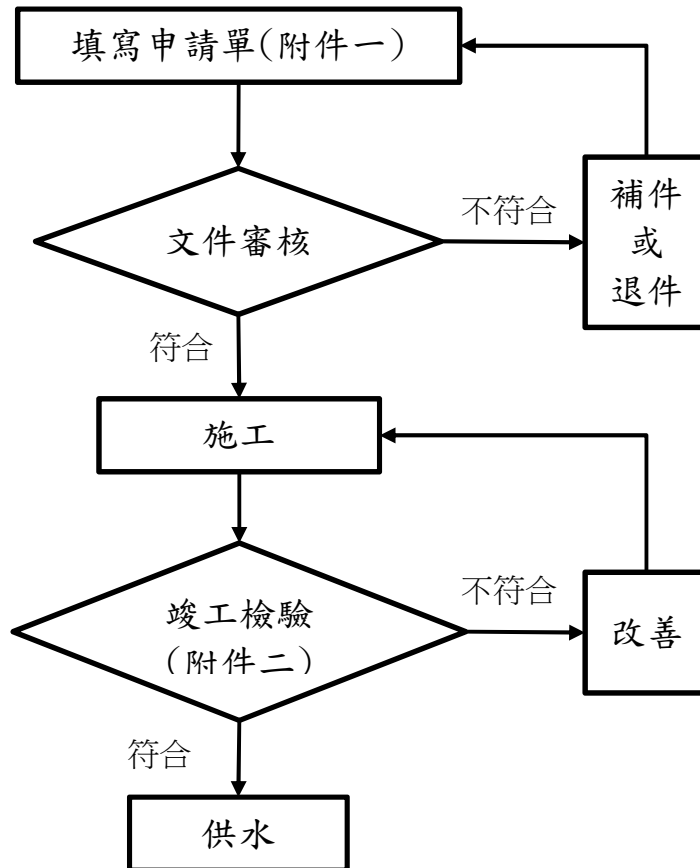 填寫申請單(附件一)
文件審核
不符合
補件
或
退件
符合
施工
竣工檢驗
(附件二)
不符合
改善
符合
供水